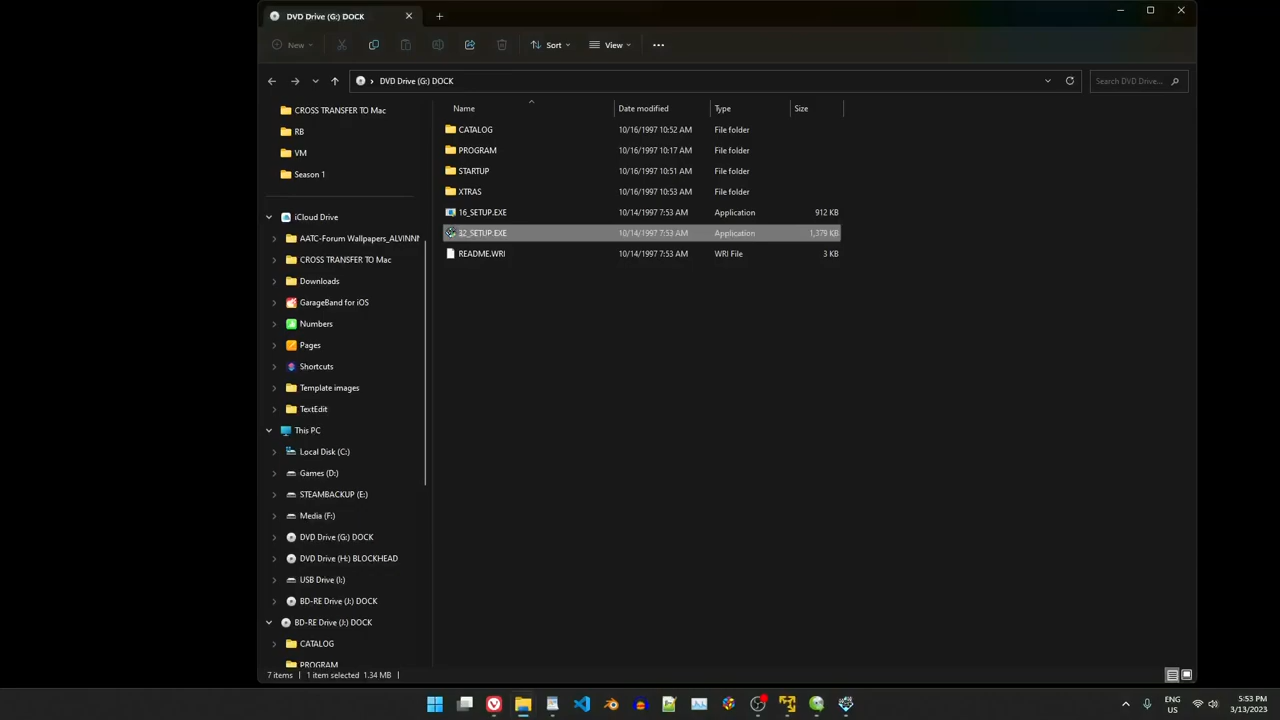 DVD Drive (G:) DOCK
New
Sort
View
DVD Drive (G:) DOCK
Search DVD Drive...
Name
Date modified
Type
Size
CATALOG
10/16/1997 10:52 AM
File folder
PROGRAM
10/16/1997 10:17 AM
File folder
STARTUP
10/16/1997 10:51 AM
File folder
XTRAS
10/16/1997 10:53 AM
File folder
16_SETUP.EXE
10/14/1997 7:53 AM
Application
912 KB
32_SETUP.EXE
10/14/1997 7:53 AM
Application
1,379 KB
README.WRI
10/14/1997 7:53 AM
WRI File
3 KB
CROSS TRANSFER TO Mac
RB
VM
Season 1
iCloud Drive
AATC-Forum Wallpapers_ALVINNN
CROSS TRANSFER TO Mac
Downloads
GarageBand for iOS
Numbers
Pages
Shortcuts
Template images
TextEdit
This PC
Local Disk (C:)
Games (D:)
STEAMBACKUP (E:)
Media (F:)
DVD Drive (G:) DOCK
DVD Drive (H:) BLOCKHEAD
USB Drive (I:)
BD-RE Drive (J:) DOCK
BD-RE Drive (J:) DOCK
CATALOG
PROGRAM
7 items
1 item selected 1.34 MB
ENG
US
5:53 PM
3/13/2023